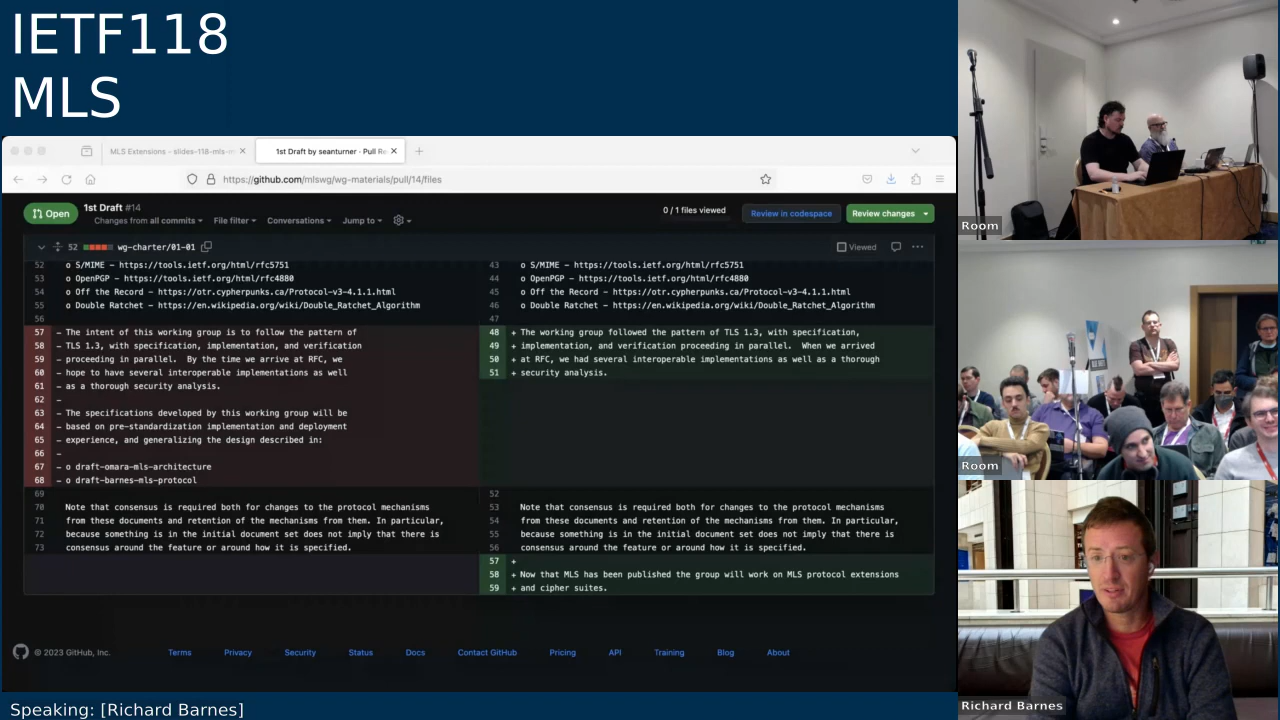 IETF118
MLS
MLS Extensions – slides-118-mls-m
1st Draft by seanturner · Pull Re
https://github.com/mlswg/wg-materials/pull/14/files
Open
1st Draft #14
Changes from all commits
File filter
Conversations
Jump to
0 / 1 files viewed
Review in codespace
Review changes
52 wg-charter/01-01
Viewed
52 o S/MIME – https://tools.ietf.org/html/rfc5751
53 o OpenPGP – https://tools.ietf.org/html/rfc4880
54 o Off the Record – https://otr.cypherpunks.ca/Protocol-v3-4.1.1.html
55 o Double Ratchet – https://en.wikipedia.org/wiki/Double_Ratchet_Algorithm
56
57 - The intent of this working group is to follow the pattern of
58 - TLS 1.3, with specification, implementation, and verification
59 - proceeding in parallel.  By the time we arrive at RFC, we
60 - hope to have several interoperable implementations as well
61 - as a thorough security analysis.
62 -
63 - The specifications developed by this working group will be
64 - based on pre-standardization implementation and deployment
65 - experience, and generalizing the design described in:
66 -
67 - o draft-omara-mls-architecture
68 - o draft-barnes-mls-protocol
69
70 Note that consensus is required both for changes to the protocol mechanisms
71 from these documents and retention of the mechanisms from them. In particular,
72 because something is in the initial document set does not imply that there is
73 consensus around the feature or around how it is specified.
43 o S/MIME – https://tools.ietf.org/html/rfc5751
44 o OpenPGP – https://tools.ietf.org/html/rfc4880
45 o Off the Record – https://otr.cypherpunks.ca/Protocol-v3-4.1.1.html
46 o Double Ratchet – https://en.wikipedia.org/wiki/Double_Ratchet_Algorithm
47
48 + The working group followed the pattern of TLS 1.3, with specification,
49 + implementation, and verification proceeding in parallel.  When we arrived
50 + at RFC, we had several interoperable implementations as well as a thorough
51 + security analysis.
52
53 Note that consensus is required both for changes to the protocol mechanisms
54 from these documents and retention of the mechanisms from them. In particular,
55 because something is in the initial document set does not imply that there is
56 consensus around the feature or around how it is specified.
57 +
58 + Now that MLS has been published the group will work on MLS protocol extensions
59 + and cipher suites.
© 2023 GitHub, Inc.
Terms
Privacy
Security
Status
Docs
Contact GitHub
Pricing
API
Training
Blog
About
Speaking: [Richard Barnes]
Room
Room
Richard Barnes